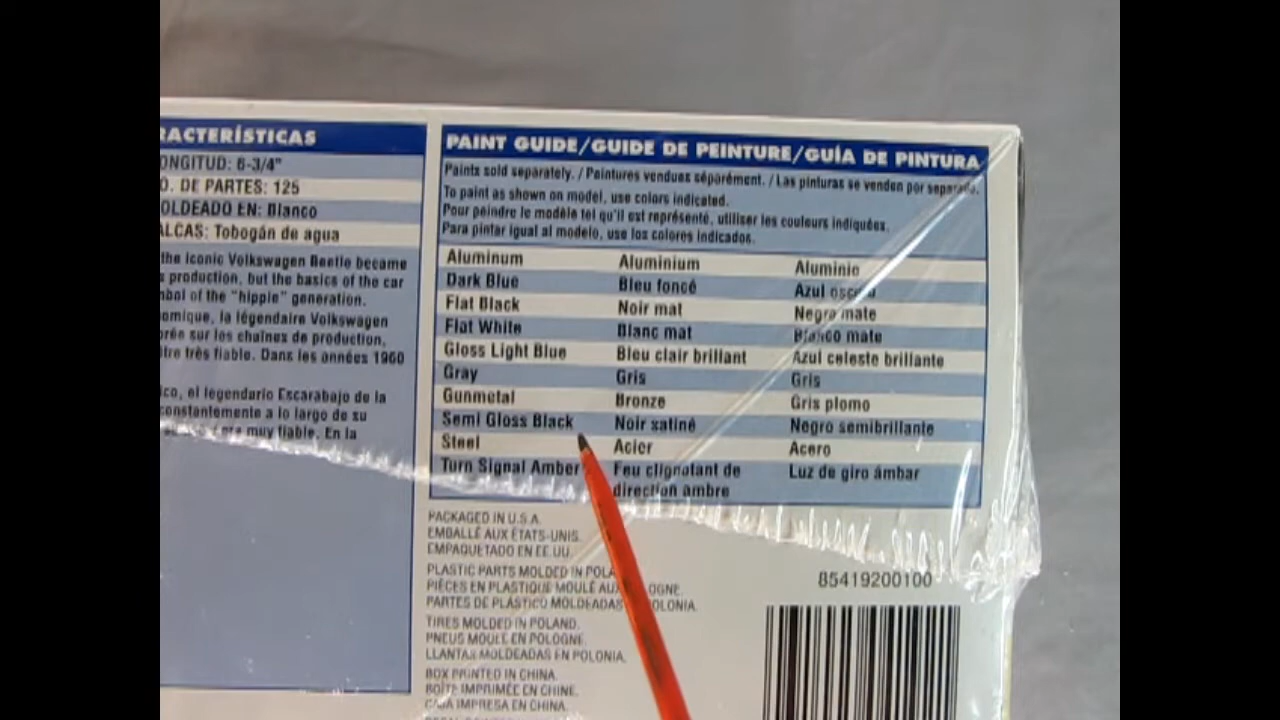 RACTERÍSTICAS
ONGITUD: 6-3/4"
O. DE PARTES: 125
OLDEADO EN: Blanco
ALCAS: Tobogán de agua
the iconic Volkswagen Beetle became
production, but the basics of the car
mbol of the "hippie" generation.
omique, la légendaire Volkswagen
orée sur les chaînes de production,
être très fiable. Dans les années 1960
ico, el legendario Escarabajo de la
constantemente a lo largo de su
era muy fiable. En la
PAINT GUIDE/GUIDE DE PEINTURE/GUÍA DE PINTURA
Paints sold separately. / Peintures vendues séparément. / Las pinturas se venden por separado.
To paint as shown on model, use colors indicated.
Pour peindre le modèle tel qu'il est représenté, utiliser les couleurs indiquées.
Para pintar igual al modelo, use los colores indicados.
Aluminum Aluminium Aluminio
Dark Blue Bleu foncé Azul oscuro
Flat Black Noir mat Negro mate
Flat White Blanc mat Blanco mate
Gloss Light Blue Bleu clair brillant Azul celeste brillante
Gray Gris Gris
Gunmetal Bronze Gris plomo
Semi Gloss Black Noir satiné Negro semibrillante
Steel Acier Acero
Turn Signal Amber Feu clignotant de Luz de giro ámbar
direction ambre
PACKAGED IN U.S.A.
EMBALLÉ AUX ÉTATS-UNIS.
EMPAQUETADO EN EE.UU.
PLASTIC PARTS MOLDED IN POLA
PIÈCES EN PLASTIQUE MOULÉ AUX OGNE.
PARTES DE PLÁSTICO MOLDEADAS OLONIA.
TIRES MOLDED IN POLAND.
PNEUS MOULÉ EN POLOGNE.
LLANTAS MOLDEADAS EN POLONIA.
BOX PRINTED IN CHINA.
BOÎTE IMPRIMÉE EN CHINE.
CAJA IMPRESA EN CHINA.
85419200100